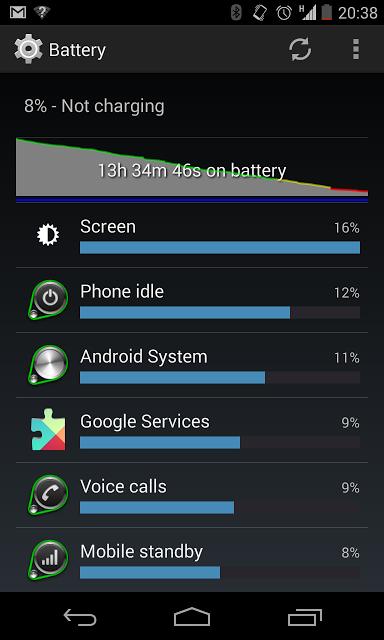 H 20:38
Battery
8% - Not charging
13h 34m 46s on battery
Screen 16%
Phone idle 12%
Android System 11%
Google Services 9%
Voice calls 9%
Mobile standby 8%